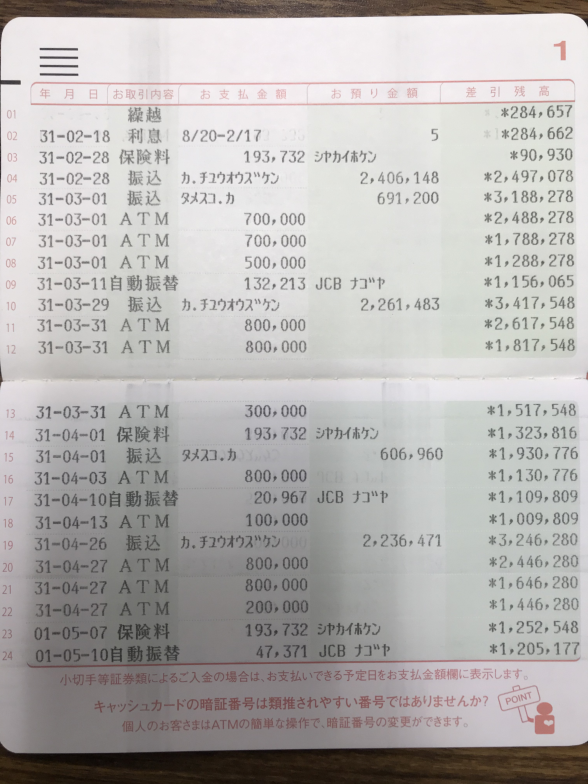 1
年 月 日 お取引内容 お支払金額 お預り金額 差引残高
01 繰越 *284,657
02 31-02-18 利息 8/20-2/17 5 *284,662
03 31-02-28 保険料 193,732 シヤカイホケン *90,930
04 31-02-28 振込 カ.チユウオウズケン 2,406,148 *2,497,078
05 31-03-01 振込 タメスコ.カ 691,200 *3,188,278
06 31-03-01 ATM 700,000 *2,488,278
07 31-03-01 ATM 700,000 *1,788,278
08 31-03-01 ATM 500,000 *1,288,278
09 31-03-11 自動振替 132,213 JCB ナゴヤ *1,156,065
10 31-03-29 振込 カ.チユウオウズケン 2,261,483 *3,417,548
11 31-03-31 ATM 800,000 *2,617,548
12 31-03-31 ATM 800,000 *1,817,548
13 31-03-31 ATM 300,000 *1,517,548
14 31-04-01 保険料 193,732 シヤカイホケン *1,323,816
15 31-04-01 振込 タメスコ.カ 606,960 *1,930,776
16 31-04-03 ATM 800,000 *1,130,776
17 31-04-10 自動振替 20,967 JCB ナゴヤ *1,109,809
18 31-04-13 ATM 100,000 *1,009,809
19 31-04-26 振込 カ.チユウオウズケン 2,236,471 *3,246,280
20 31-04-27 ATM 800,000 *2,446,280
21 31-04-27 ATM 800,000 *1,646,280
22 31-04-27 ATM 200,000 *1,446,280
23 01-05-07 保険料 193,732 シヤカイホケン *1,252,548
24 01-05-10 自動振替 47,371 JCB ナゴヤ *1,205,177
小切手等証券類によるご入金の場合は、お支払いできる予定日をお支払金額欄に表示します。
キャッシュカードの暗証番号は類推されやすい番号ではありませんか?
個人のお客さまはATMの簡単な操作で、暗証番号の変更ができます。
POINT